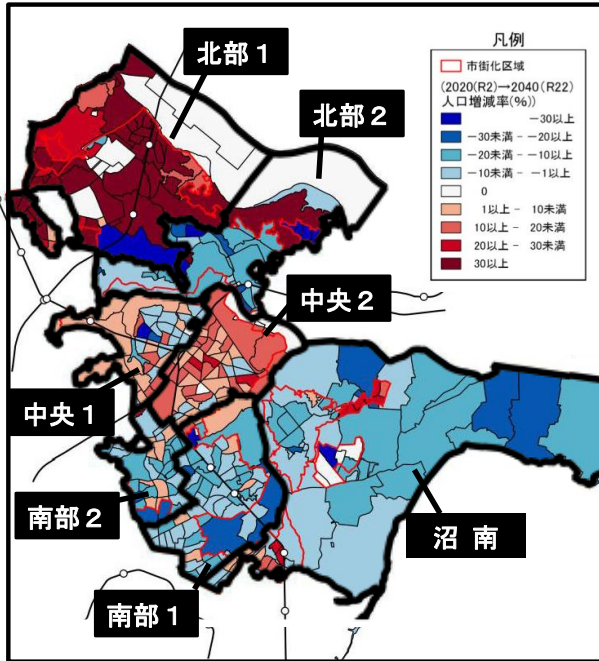 凡例
市街化区域
(2020(R2)→2040(R22)
人口増減率(%))
−30以上
−30未満 − −20以上
−20未満 − −10以上
−10未満 − −1以上
0
1以上 − 10未満
10以上 − 20未満
20以上 − 30未満
30以上
北部1
北部2
中央2
中央1
南部2
沼 南
南部1